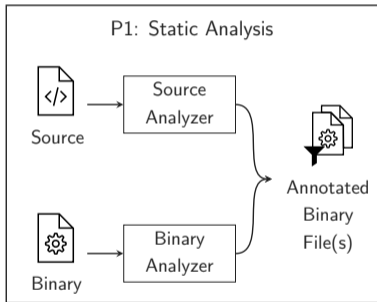 P1: Static Analysis
</>
Source
Source
Analyzer
Binary
Binary
Analyzer
Annotated
Binary
File(s)